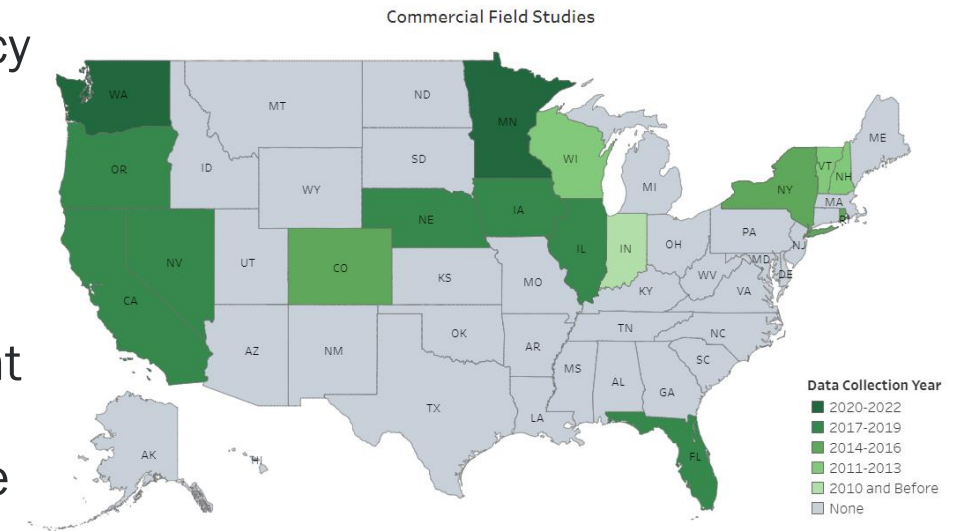 Commercial Field Studies
cy
WA
MT
ND
MN
ME
OR
ID
SD
WI
VT
NH
WY
MI
NY
MA
RI
NE
IA
PA
NJ
NV
UT
CO
IL
IN
OH
MD
DE
CA
KS
MO
WV
VA
KY
AZ
NM
OK
TN
NC
AR
SC
nt
MS
AL
GA
TX
LA
AK
HI
FL
e
Data Collection Year
2020-2022
2017-2019
2014-2016
2011-2013
2010 and Before
None